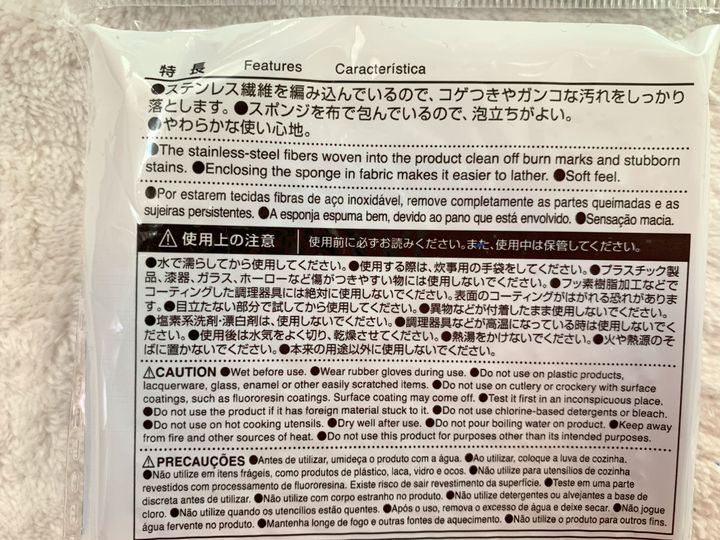 特長 Features Característica
●ステンレス繊維を編み込んでいるので、コゲつきやガンコな汚れをしっかり
落とします。●スポンジを布で包んでいるので、泡立ちがよい。
●やわらかな使い心地。
●The stainless-steel fibers woven into the product clean off burn marks and stubborn
stains. ●Enclosing the sponge in fabric makes it easier to lather. ●Soft feel.
●Por estarem tecidas fibras de aço inoxidável, remove completamente as partes queimadas e as
sujeiras persistentes. ●A esponja espuma bem, devido ao pano que está envolvido. ●Sensação macia.
⚠使用上の注意 使用前に必ずお読みください。また、使用中は保管してください。
●水で濡らしてから使用してください。●使用する際は、炊事用の手袋をしてください。●プラスチック製
品、漆器、ガラス、ホーローなど傷がつきやすい物には使用しないでください。●フッ素樹脂加工などで
コーティングした調理器具には絶対に使用しないでください。表面のコーティングがはがれる恐れがありま
す。●目立たない部分で試してから使用してください。●異物などが付着したまま使用しないでください。
●塩素系洗剤・漂白剤は、使用しないでください。●調理器具などが高温になっている時は使用しないでく
ださい。●使用後は水気をよく切り、乾燥させてください。●熱湯をかけないでください。●火や熱源のそ
ばに置かないでください。●本来の用途以外に使用しないでください。
⚠CAUTION ●Wet before use. ●Wear rubber gloves during use. ●Do not use on plastic products,
lacquerware, glass, enamel or other easily scratched items. ●Do not use on cutlery or crockery with surface
coatings, such as fluororesin coatings. Surface coating may come off. ●Test it first in an inconspicuous place.
●Do not use the product if it has foreign material stuck to it. ●Do not use chlorine-based detergents or bleach.
●Do not use on hot cooking utensils. ●Dry well after use. ●Do not pour boiling water on product. ●Keep away
from fire and other sources of heat. ●Do not use this product for purposes other than its intended purposes.
⚠PRECAUÇÕES ●Antes de utilizar, umideça o produto com a água. ●Ao utilizar, coloque a luva de cozinha.
●Não utilize em itens frágeis, como produtos de plástico, laca, vidro e ocos. ●Não utilize para utensílios de cozinha
revestidos com processamento de fluororesina. Existe risco de sair revestimento da superfície. ●Teste em uma parte
discreta antes de utilizar. ●Não utilize com corpo estranho no produto. ●Não utilize detergentes ou alvejantes a base de
cloro. ●Não utilize quando os utencílios estão quentes. ●Após o uso, remova o excesso de água e deixe secar. ●Não jogue
água fervente no produto. ●Mantenha longe de fogo e outras fontes de aquecimento. ●Não utilize o produto para outros fins.